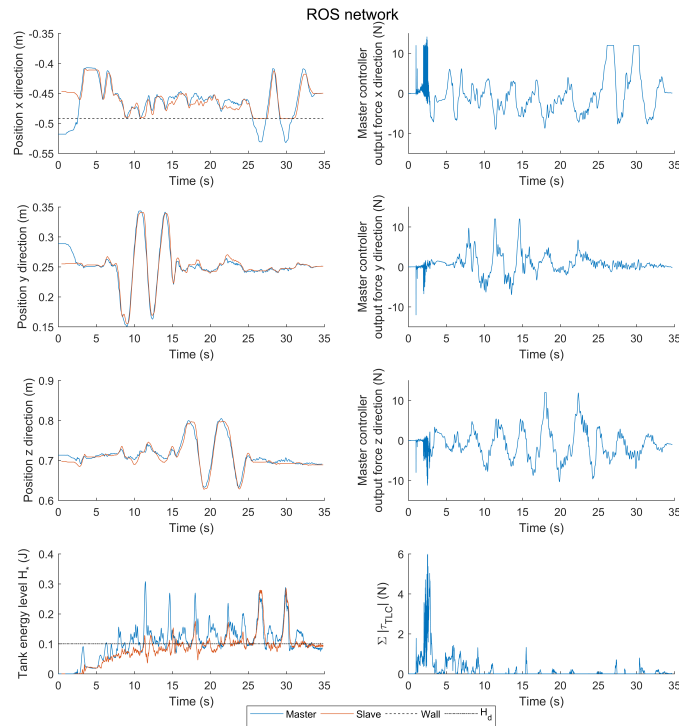 ROS network
Position x direction (m)
-0.35
-0.4
-0.45
-0.5
-0.55
0 5 10 15 20 25 30 35
Time (s)
Master controller
output force x direction (N)
10
0
-10
0 5 10 15 20 25 30 35
Time (s)
Position y direction (m)
0.35
0.3
0.25
0.2
0.15
0 5 10 15 20 25 30 35
Time (s)
Master controller
output force y direction (N)
10
0
-10
0 5 10 15 20 25 30 35
Time (s)
Position z direction (m)
0.9
0.8
0.7
0.6
0 5 10 15 20 25 30 35
Time (s)
Master controller
output force z direction (N)
10
0
-10
0 5 10 15 20 25 30 35
Time (s)
Tank energy level H* (J)
0.4
0.3
0.2
0.1
0
0 5 10 15 20 25 30 35
Time (s)
Σ |τ_TLC| (N)
6
4
2
0
0 5 10 15 20 25 30 35
Time (s)
Master Slave Wall H_d